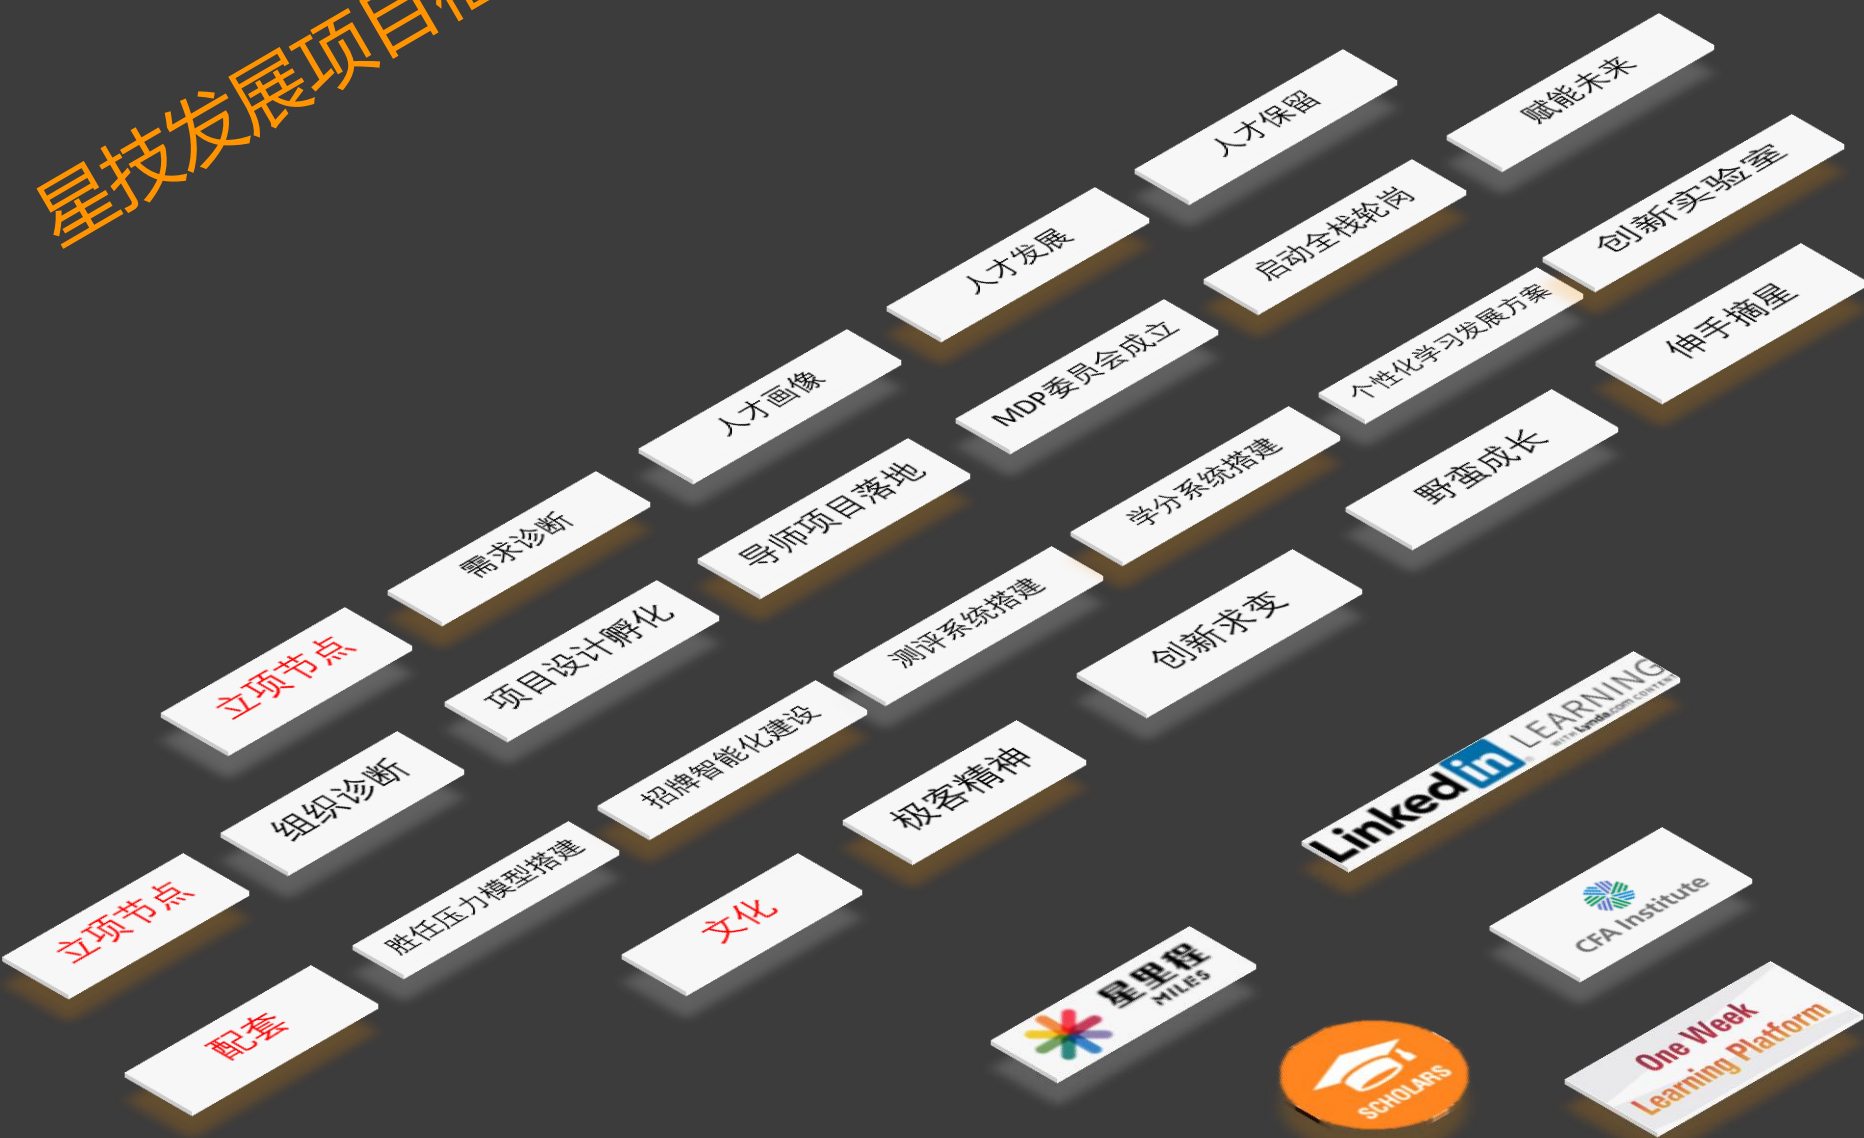 星技发展项目
立项节点
需求诊断
人才画像
人才发展
人才保留
赋能未来
立项节点
组织诊断
项目设计孵化
导师项目落地
MDP委员会成立
启动全栈轮岗
配套
胜任压力模型搭建
招牌智能化建设
测评系统搭建
学分系统搭建
个性化学习发展方案
创新实验室
文化
极客精神
创新求变
野蛮成长
伸手摘星
Linked in LEARNING
WITH Lynda.com CONTENT
CFA Institute
星里程
MILES
SCHOLARS
One Week
Learning Platform